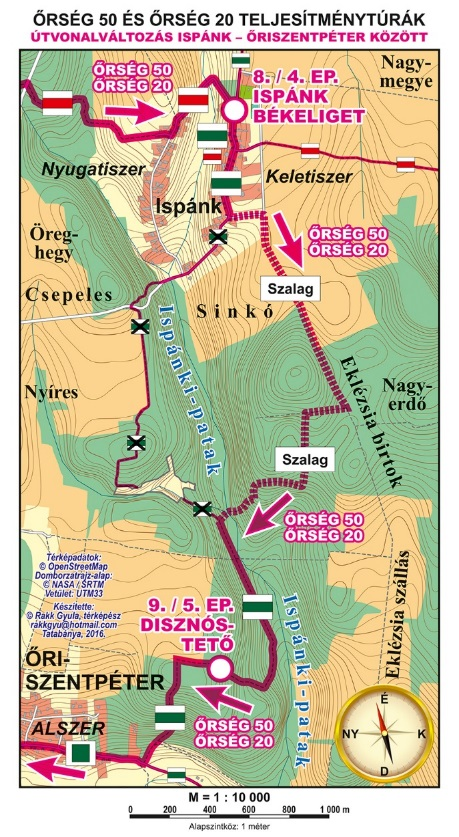 ŐRSÉG 50 ÉS ŐRSÉG 20 TELJESÍTMÉNYTÚRÁK
ÚTVONALVÁLTOZÁS ISPÁNK – ŐRISZENTPÉTER KÖZÖTT
ŐRSÉG 50
ŐRSÉG 20
8. / 4. EP.
ISPÁNK
BÉKELIGET
Nagy-
megye
Nyugatiszer
Keletiszer
Ispánk
Öreg-
hegy
ŐRSÉG 50
ŐRSÉG 20
Szalag
Csepeles
Sinkó
Ispánki-patak
Nyíres
Eklézsia birtok
Nagy-
erdő
Szalag
ŐRSÉG 50
ŐRSÉG 20
Térképadatok:
© OpenStreetMap
Domborzatrajz-alap:
© NASA / SRTM
Vetület: UTM33
Készítette:
© Rakk Gyula, térképész
rakkgyu@hotmail.com
Tatabánya, 2016.
9. / 5. EP.
DISZNÓS-
TETŐ
Ispánki-patak
Eklézsia szállás
ŐRI-
SZENTPÉTER
ŐRSÉG 50
ŐRSÉG 20
ALSZER
É
NY
K
D
M = 1 : 10 000
0 200 400 600 800 1 000 m
Alapszintköz: 1 méter